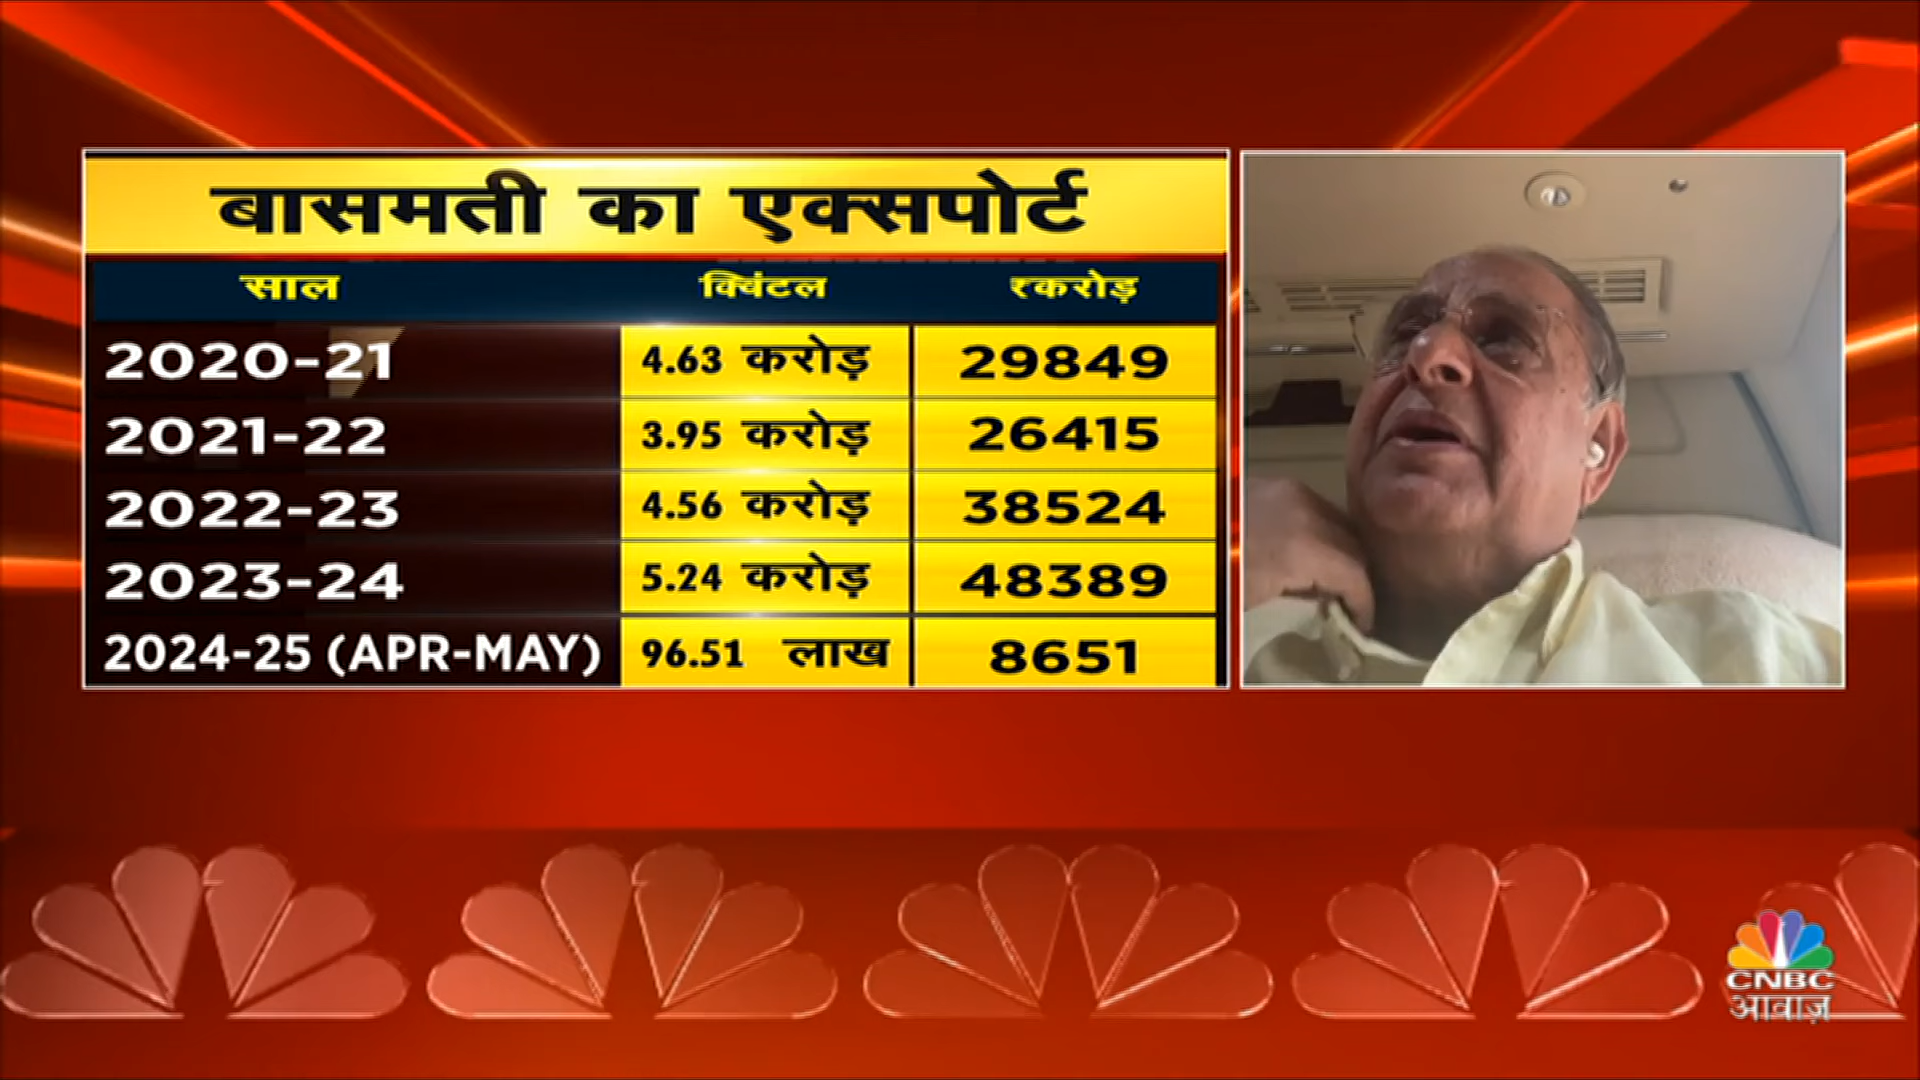 बासमती का एक्सपोर्ट
साल क्विंटल ₹करोड़
2020-21 4.63 करोड़ 29849
2021-22 3.95 करोड़ 26415
2022-23 4.56 करोड़ 38524
2023-24 5.24 करोड़ 48389
2024-25 (APR-MAY) 96.51 लाख 8651
CNBC
आवाज़